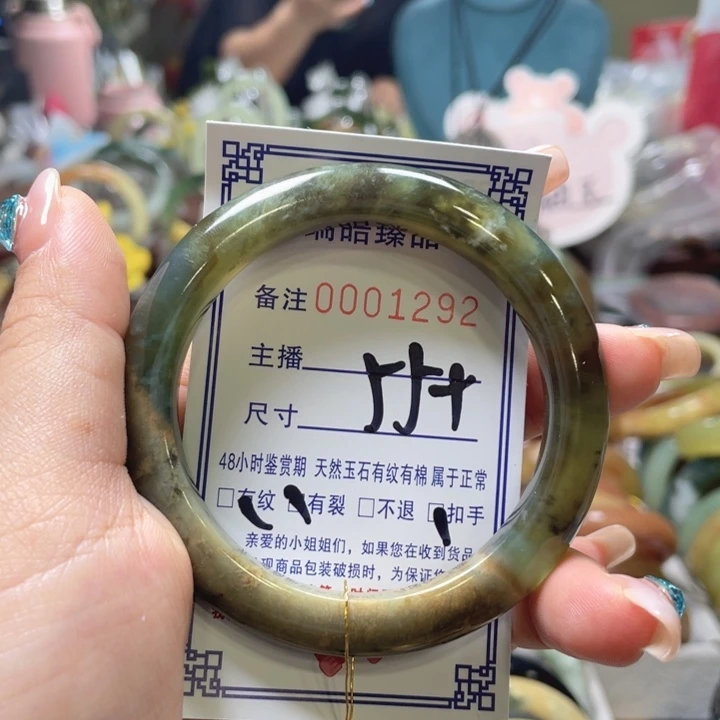 皓臻品
备注 0001292
主播
尺寸
48小时鉴赏期 天然玉石有纹有棉 属于正常
□有纹 □有裂 □不退 □扣手
亲爱的小姐姐们，如果您在收到货品
现商品包装破损时，为保证您